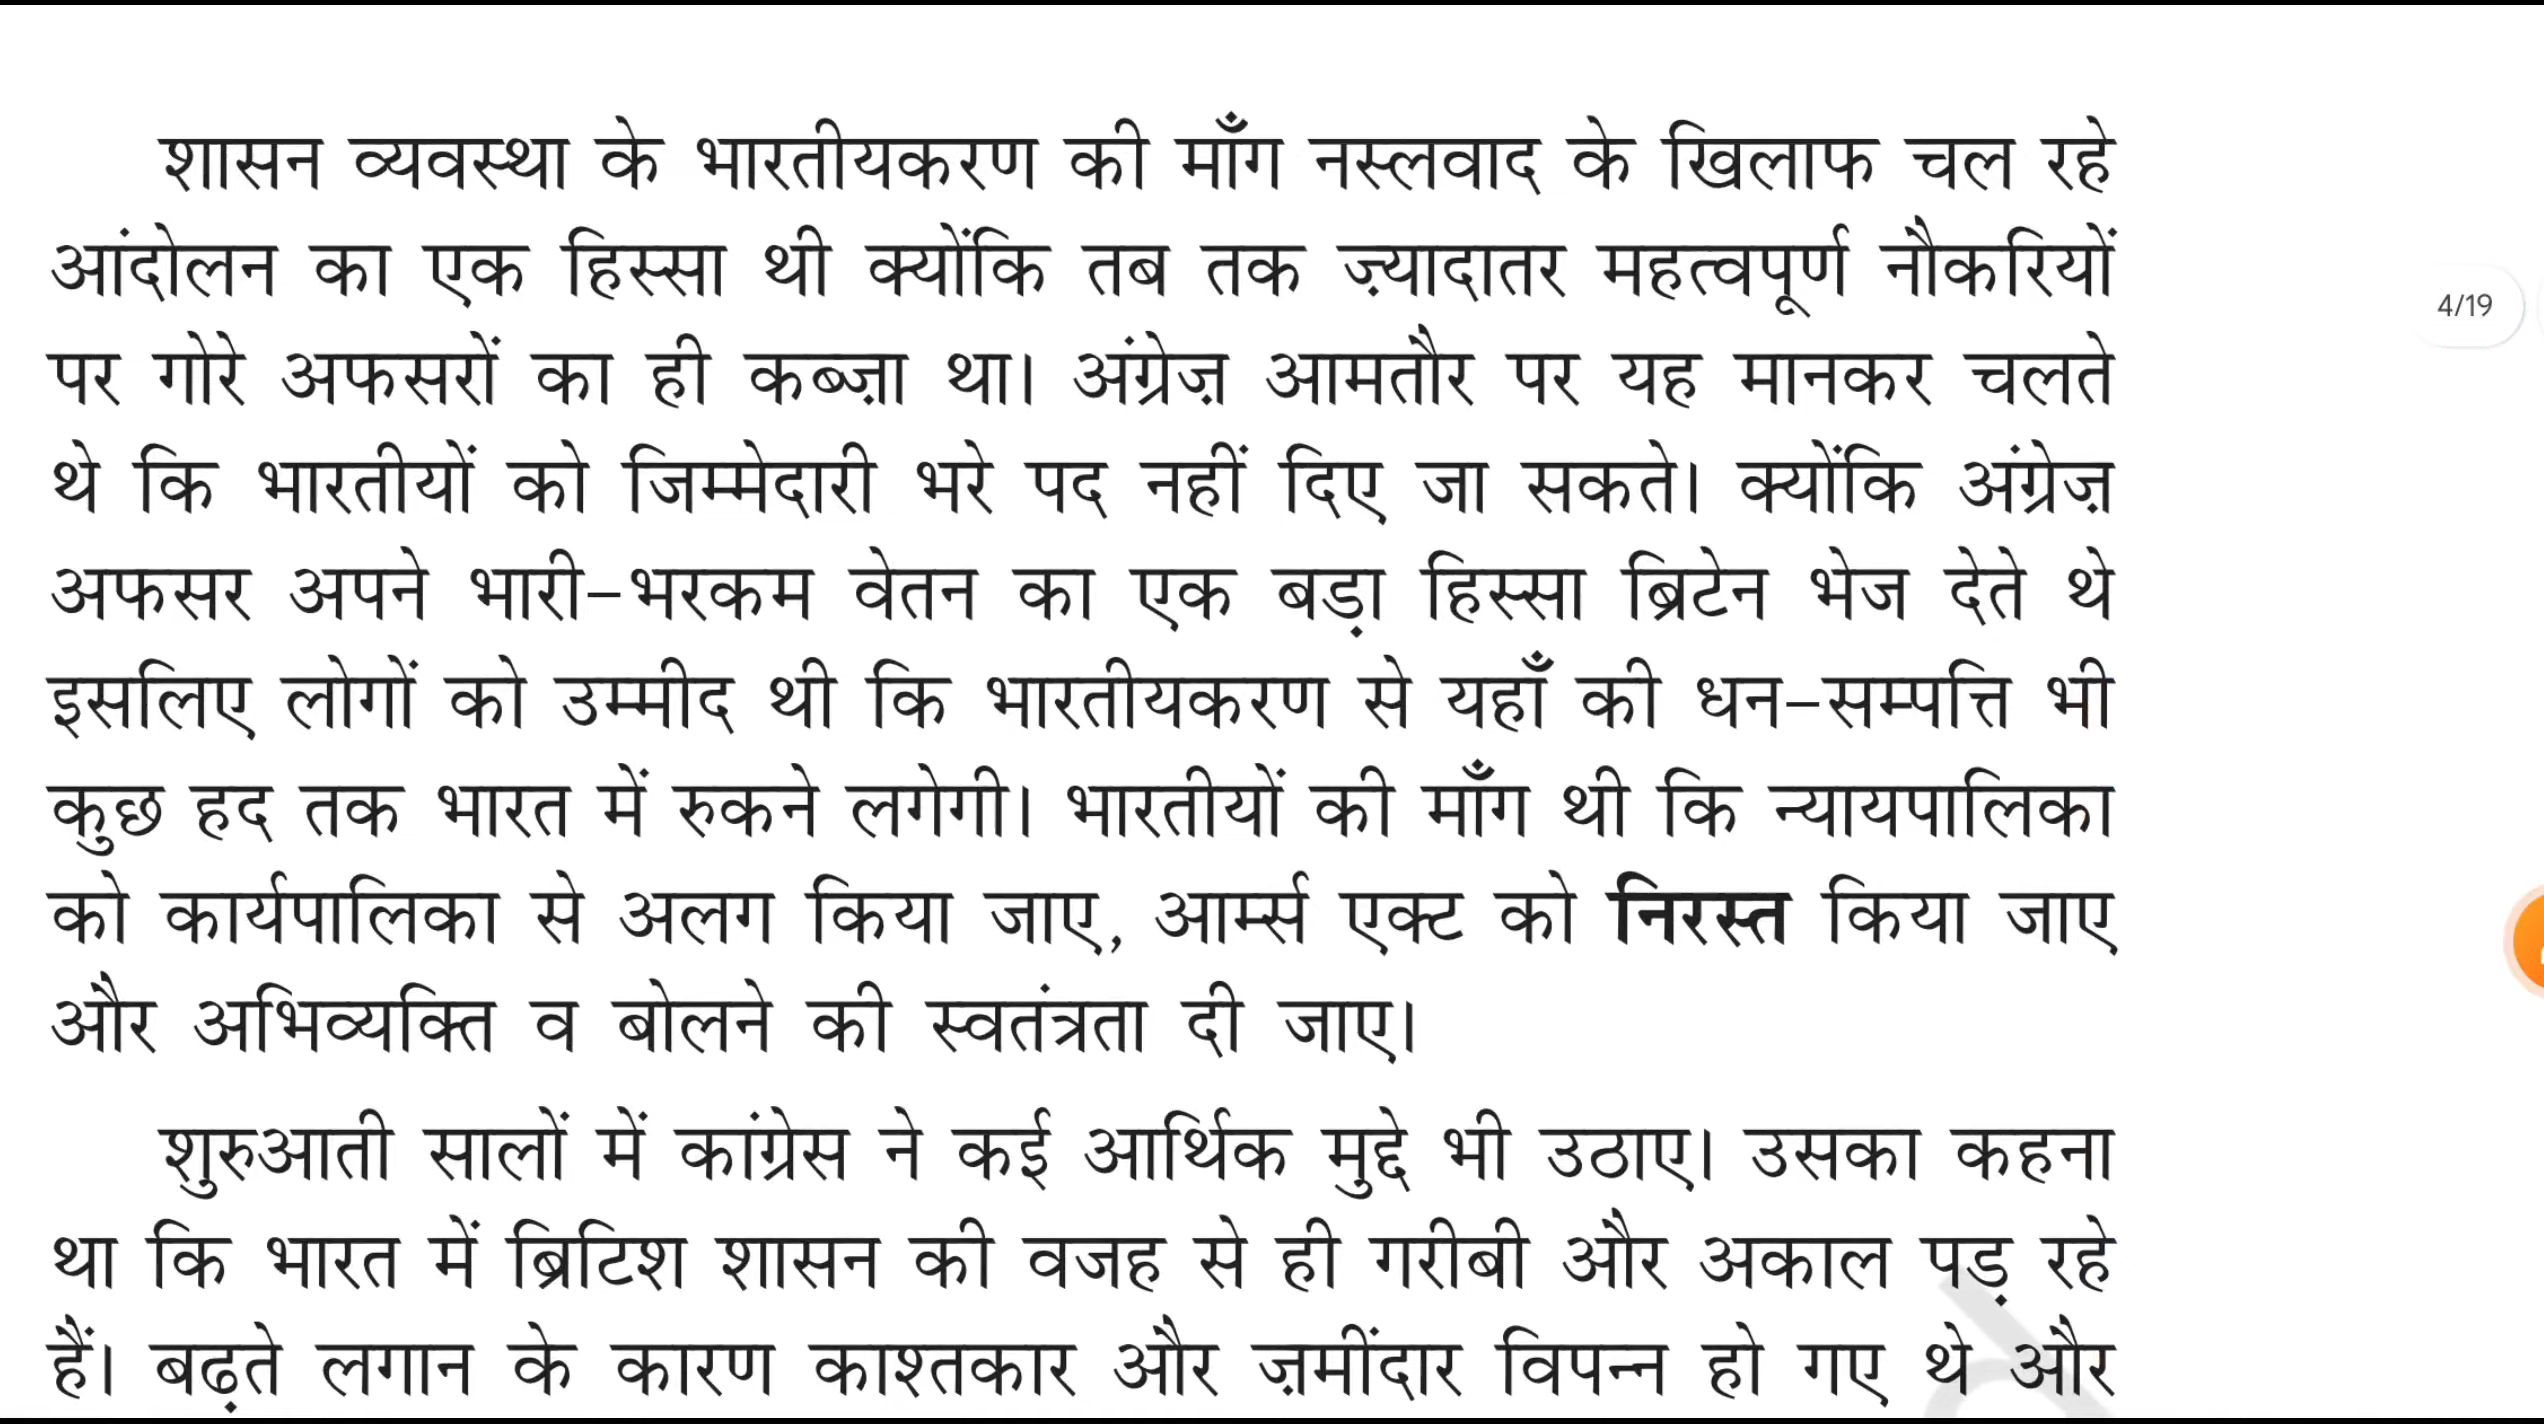 शासन व्यवस्था के भारतीयकरण की माँग नस्लवाद के खिलाफ चल रहे
आंदोलन का एक हिस्सा थी क्योंकि तब तक ज़्यादातर महत्वपूर्ण नौकरियों
पर गोरे अफसरों का ही कब्ज़ा था। अंग्रेज़ आमतौर पर यह मानकर चलते
थे कि भारतीयों को जिम्मेदारी भरे पद नहीं दिए जा सकते। क्योंकि अंग्रेज़
अफसर अपने भारी-भरकम वेतन का एक बड़ा हिस्सा ब्रिटेन भेज देते थे
इसलिए लोगों को उम्मीद थी कि भारतीयकरण से यहाँ की धन-सम्पत्ति भी
कुछ हद तक भारत में रुकने लगेगी। भारतीयों की माँग थी कि न्यायपालिका
को कार्यपालिका से अलग किया जाए, आर्म्स एक्ट को निरस्त किया जाए
और अभिव्यक्ति व बोलने की स्वतंत्रता दी जाए।
शुरुआती सालों में कांग्रेस ने कई आर्थिक मुद्दे भी उठाए। उसका कहना
था कि भारत में ब्रिटिश शासन की वजह से ही गरीबी और अकाल पड़ रहे
हैं। बढ़ते लगान के कारण काश्तकार और ज़मींदार विपन्न हो गए थे और
4/19